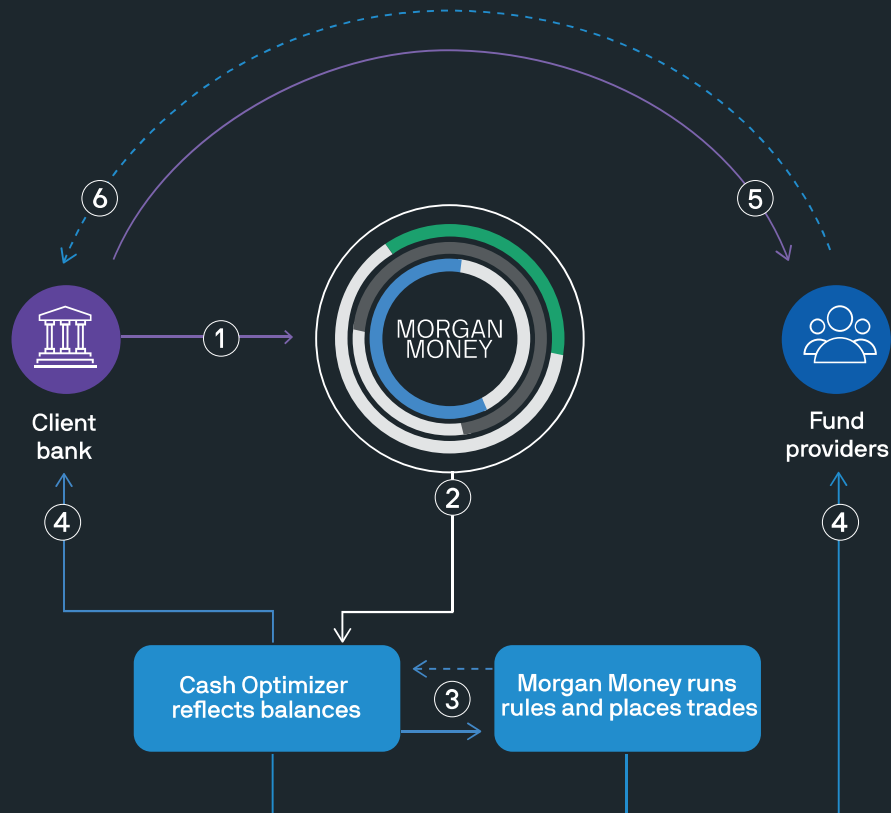 6
5
1
MORGAN
MONEY
Client
bank
Fund
providers
2
4
4
Cash Optimizer
reflects balances
3
Morgan Money runs
rules and places trades